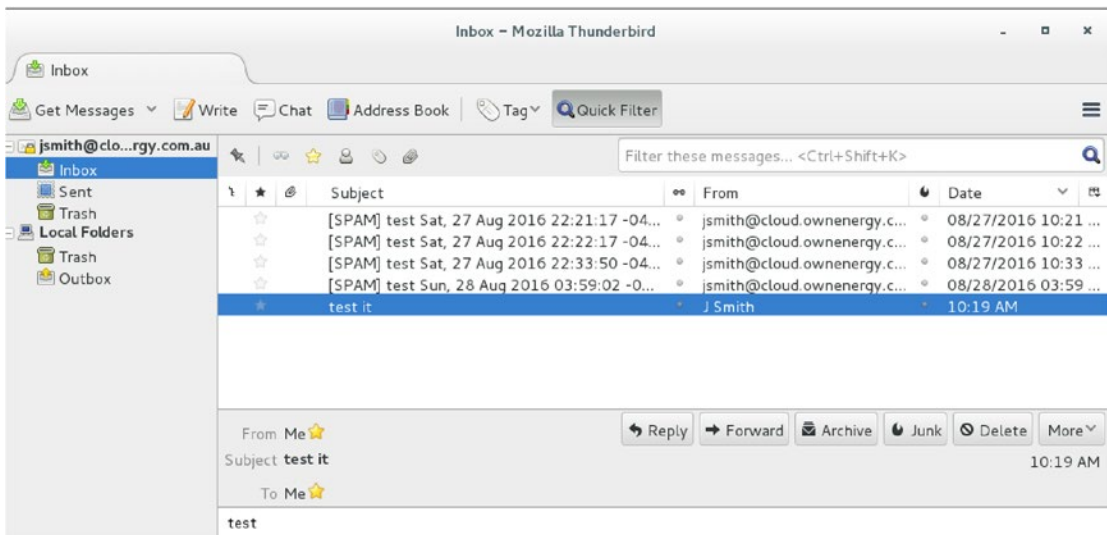 Inbox - Mozilla Thunderbird
Inbox
Get Messages Write Chat Address Book Tag Quick Filter
jsmith@clo...rgy.com.au
Inbox
Sent
Trash
Local Folders
Trash
Outbox
Filter these messages... <Ctrl+Shift+K>
Subject From Date
[SPAM] test Sat, 27 Aug 2016 22:21:17 -04... jsmith@cloud.ownenergy.c... 08/27/2016 10:21 ...
[SPAM] test Sat, 27 Aug 2016 22:22:17 -04... jsmith@cloud.ownenergy.c... 08/27/2016 10:22 ...
[SPAM] test Sat, 27 Aug 2016 22:33:50 -04... jsmith@cloud.ownenergy.c... 08/27/2016 10:33 ...
[SPAM] test Sun, 28 Aug 2016 03:59:02 -0... jsmith@cloud.ownenergy.c... 08/28/2016 03:59 ...
test it J Smith 10:19 AM
From Me Reply Forward Archive Junk Delete More
Subject test it 10:19 AM
To Me
test